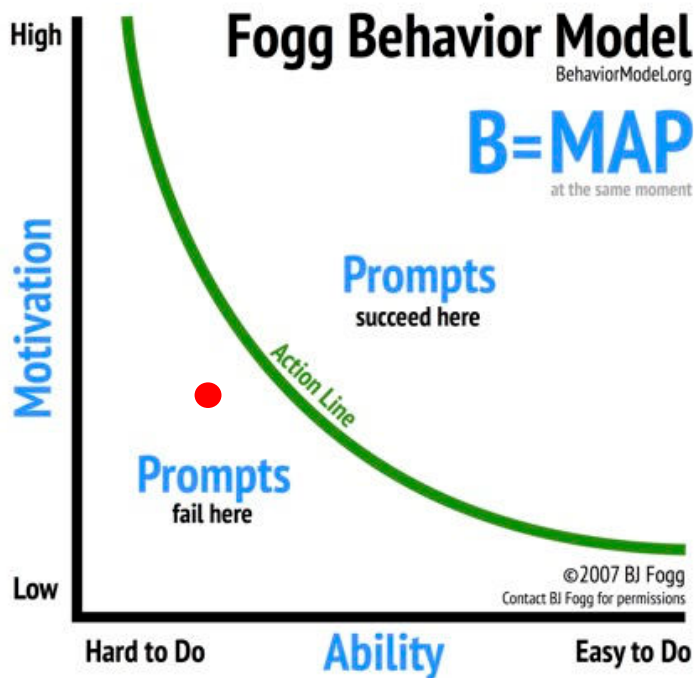 High
Fogg Behavior Model
BehaviorModel.org
B=MAP
at the same moment
Motivation
Prompts
succeed here
Action Line
Prompts
fail here
Low
©2007 BJ Fogg
Contact BJ Fogg for permissions
Hard to Do
Ability
Easy to Do